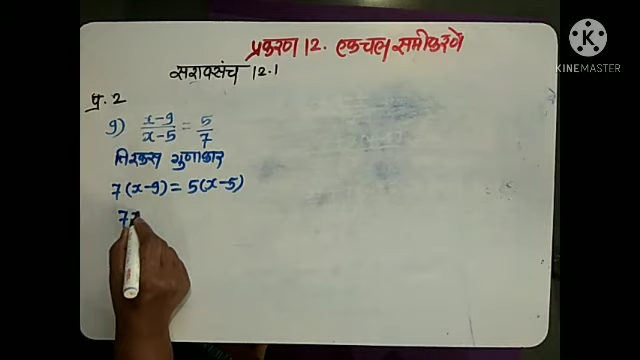 प्रकरण 12. एकचल समीकरणे
KINEMASTER
सरावसंच 12.1
प्र. 2
9) x-9/x-5 = 5/7
तिरकस गुणाकार
7(x-9) = 5(x-5)
7x